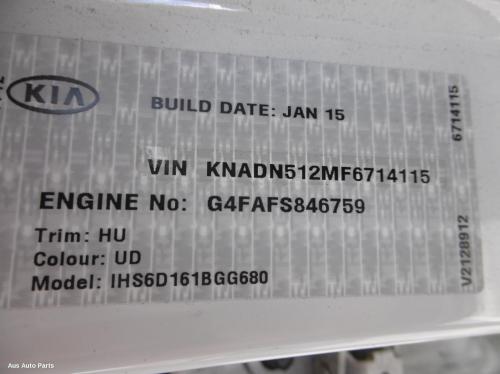 KIA
BUILD DATE: JAN 15
VIN KNADN512MF6714115
ENGINE No: G4FAFS846759
Trim: HU
Colour: UD
Model: IHS6D161BGG680
6714115
V2128912
Aus Auto Parts